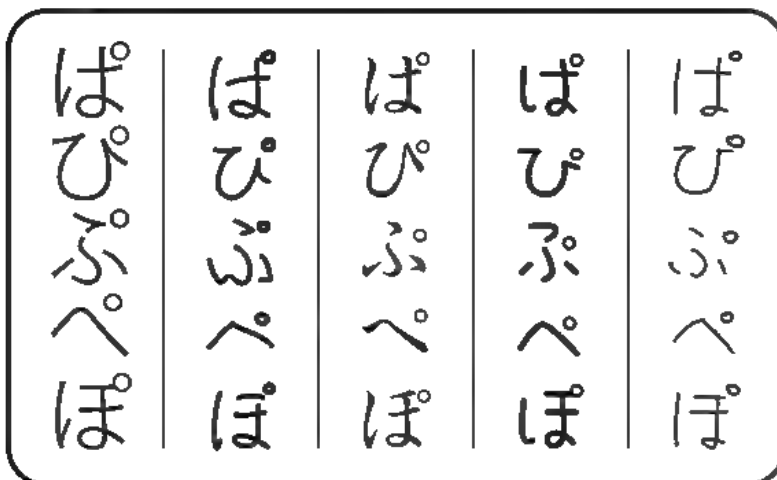 ぱ ぱ ぱ ぱ ぱ
ぴ ぴ ぴ ぴ ぴ
ぷ ぷ ぷ ぷ ぷ
ぺ ぺ ぺ ぺ ぺ
ぽ ぽ ぽ ぽ ぽ